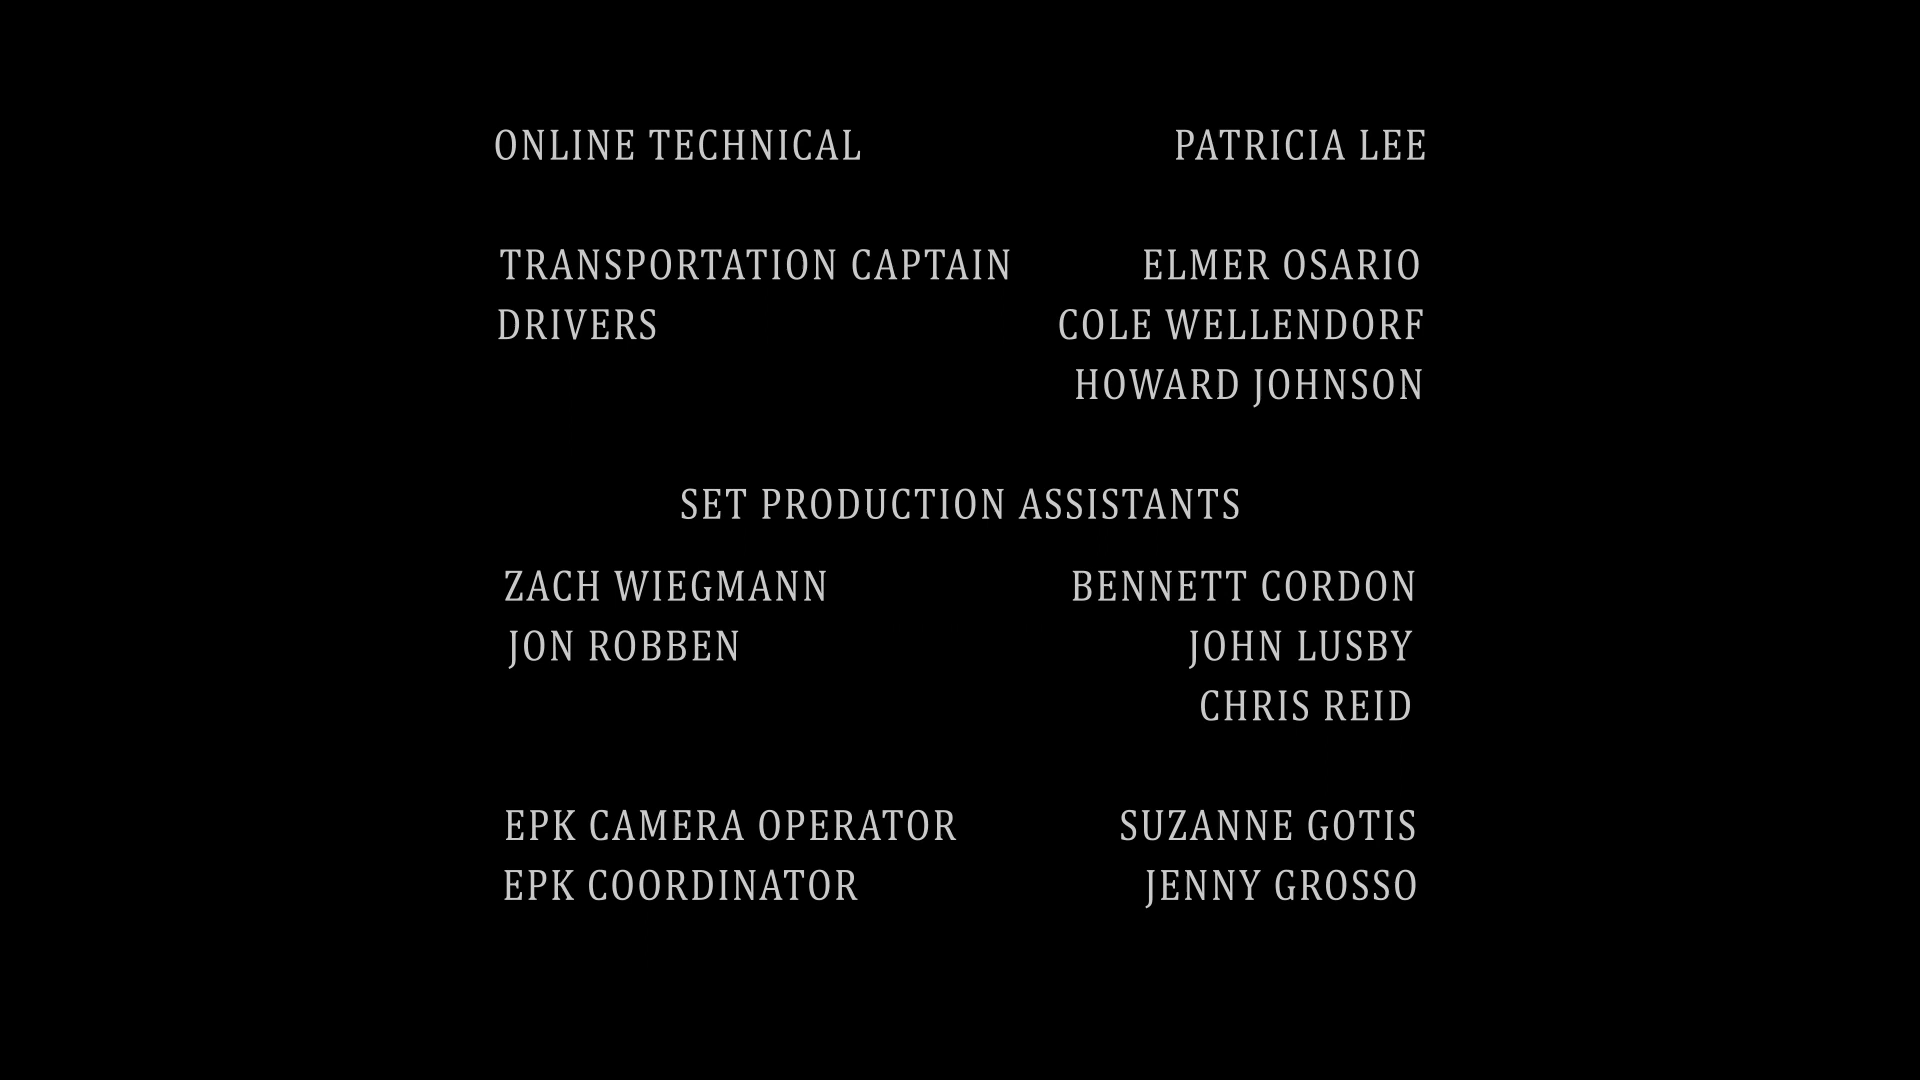 ONLINE TECHNICAL PATRICIA LEE
TRANSPORTATION CAPTAIN ELMER OSARIO
DRIVERS COLE WELLENDORF
HOWARD JOHNSON
SET PRODUCTION ASSISTANTS
ZACH WIEGMANN BENNETT CORDON
JON ROBBEN JOHN LUSBY
CHRIS REID
EPK CAMERA OPERATOR SUZANNE GOTIS
EPK COORDINATOR JENNY GROSSO